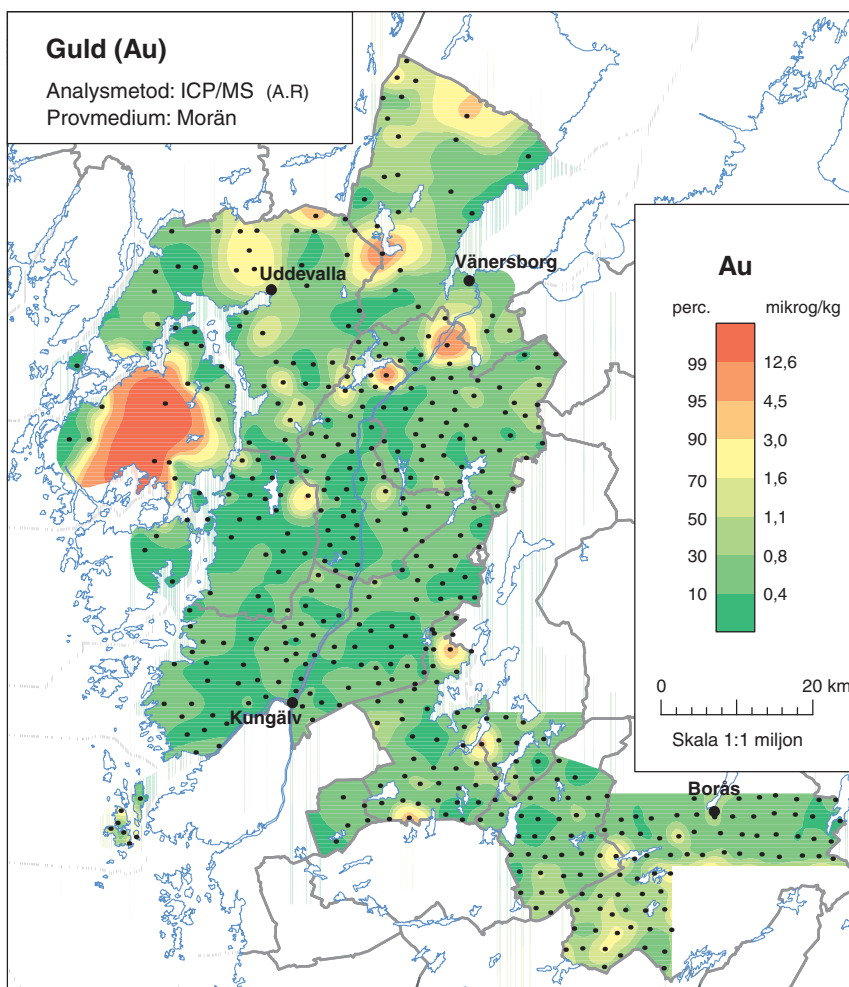 Guld (Au)
Analysmetod: ICP/MS (A.R)
Provmedium: Morän
Uddevalla
Vänersborg
Au
perc. mikrog/kg
99 12,6
95 4,5
90 3,0
70 1,6
50 1,1
30 0,8
10 0,4
0 20 km
Skala 1:1 miljon
Kungälv
Borås